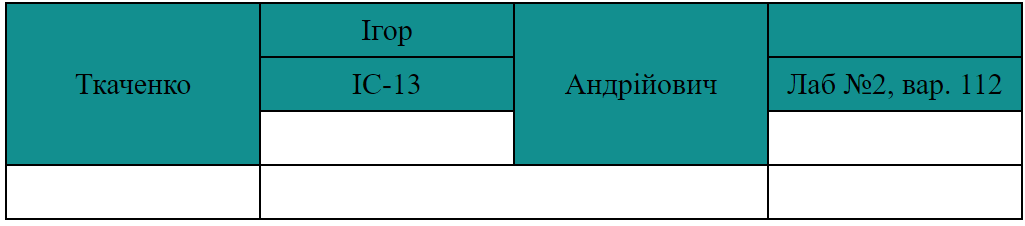 Ткаченко
Ігор
ІС-13
Андрійович
Лаб №2, вар. 112